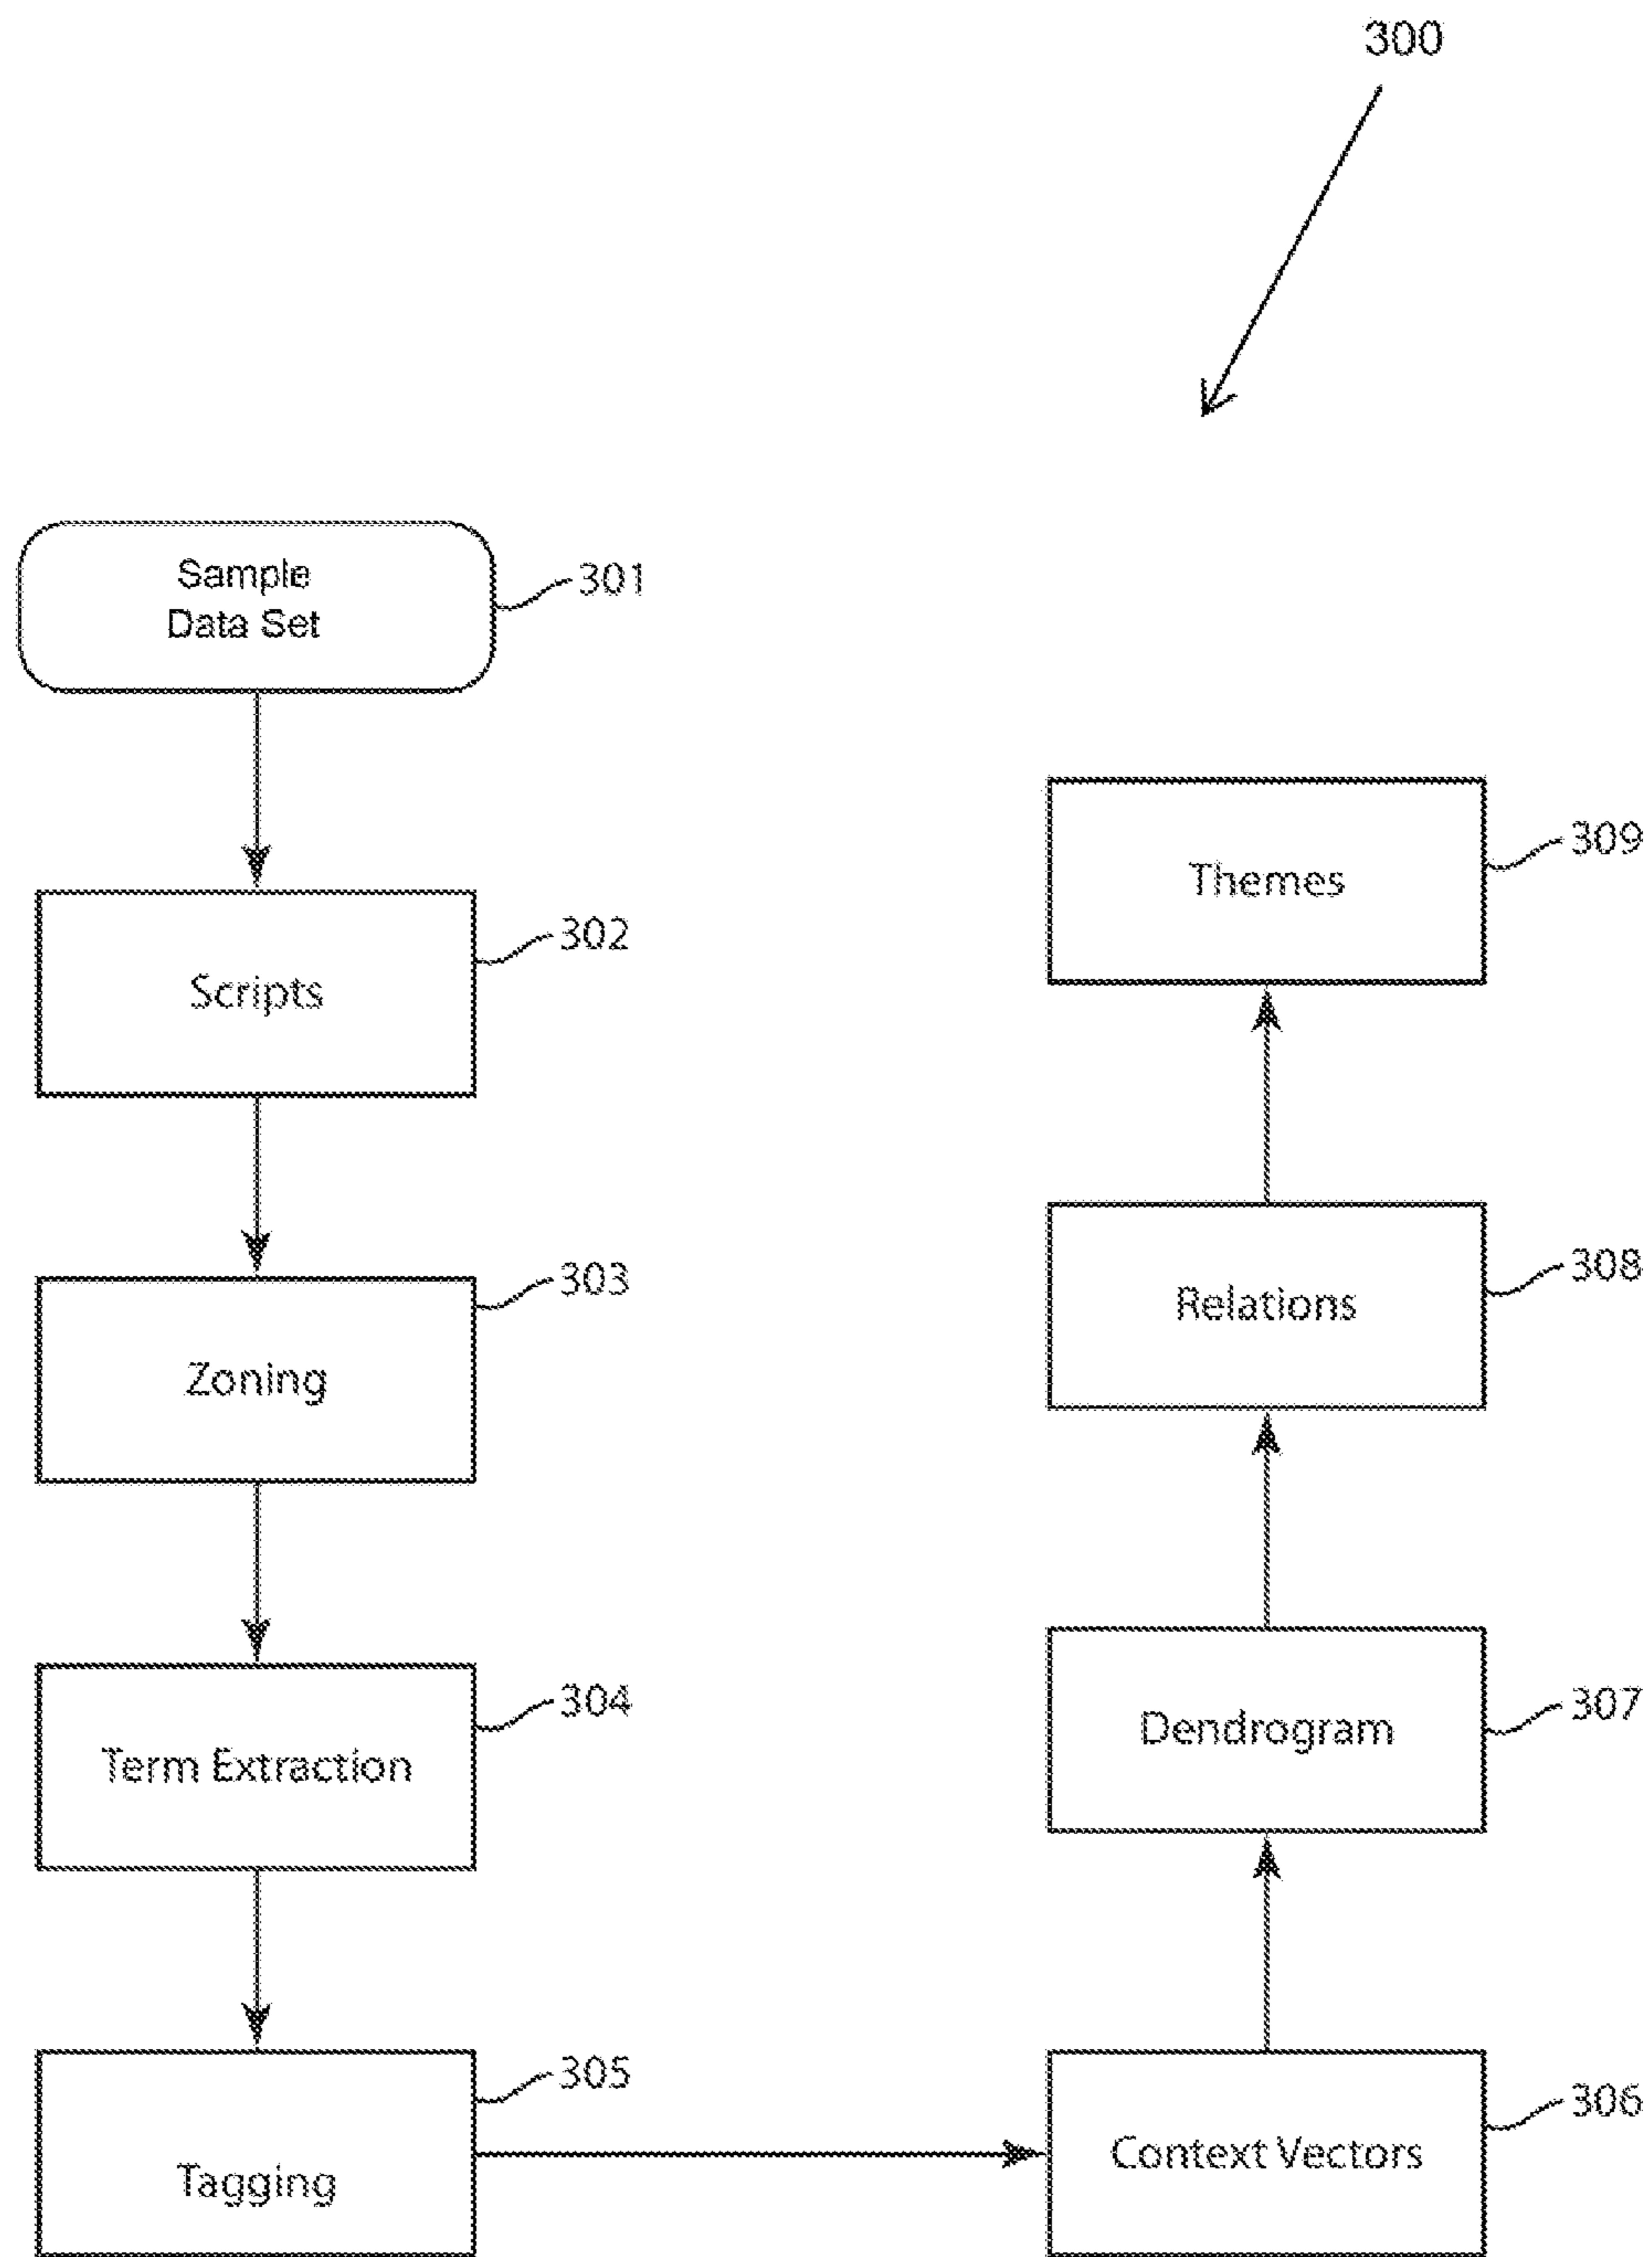 300
Sample
Data Set
301
Scripts
302
Zoning
303
Term Extraction
304
Tagging
305
Context Vectors
306
Dendrogram
307
Relations
308
Themes
309